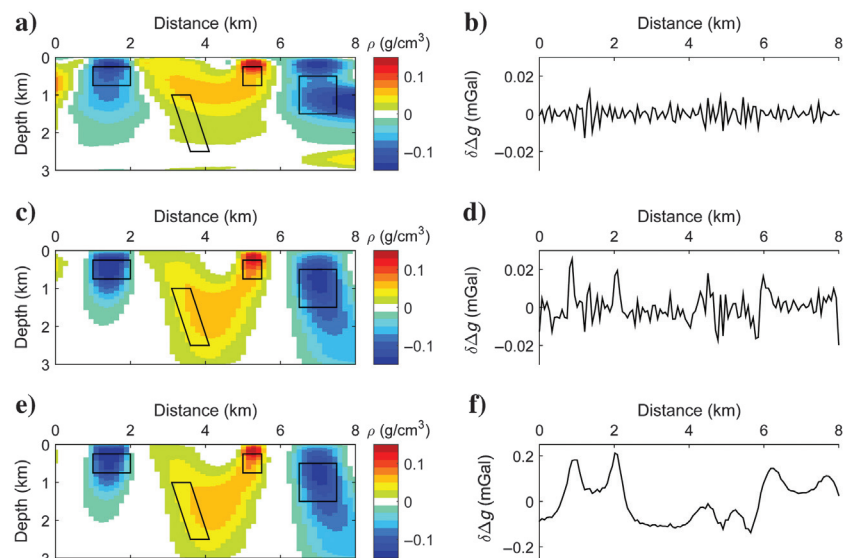 a)
Distance (km)
0 2 4 6 8
ρ (g/cm³)
Depth (km)
0
1
2
3
0.1
0
−0.1
b)
Distance (km)
0 2 4 6 8
δΔg (mGal)
0.02
0
−0.02
c)
Distance (km)
0 2 4 6 8
ρ (g/cm³)
Depth (km)
0
1
2
3
0.1
0
−0.1
d)
Distance (km)
0 2 4 6 8
δΔg (mGal)
0.02
0
−0.02
e)
Distance (km)
0 2 4 6 8
ρ (g/cm³)
Depth (km)
0
1
2
3
0.1
0
−0.1
f)
Distance (km)
0 2 4 6 8
δΔg (mGal)
0.2
0
−0.2